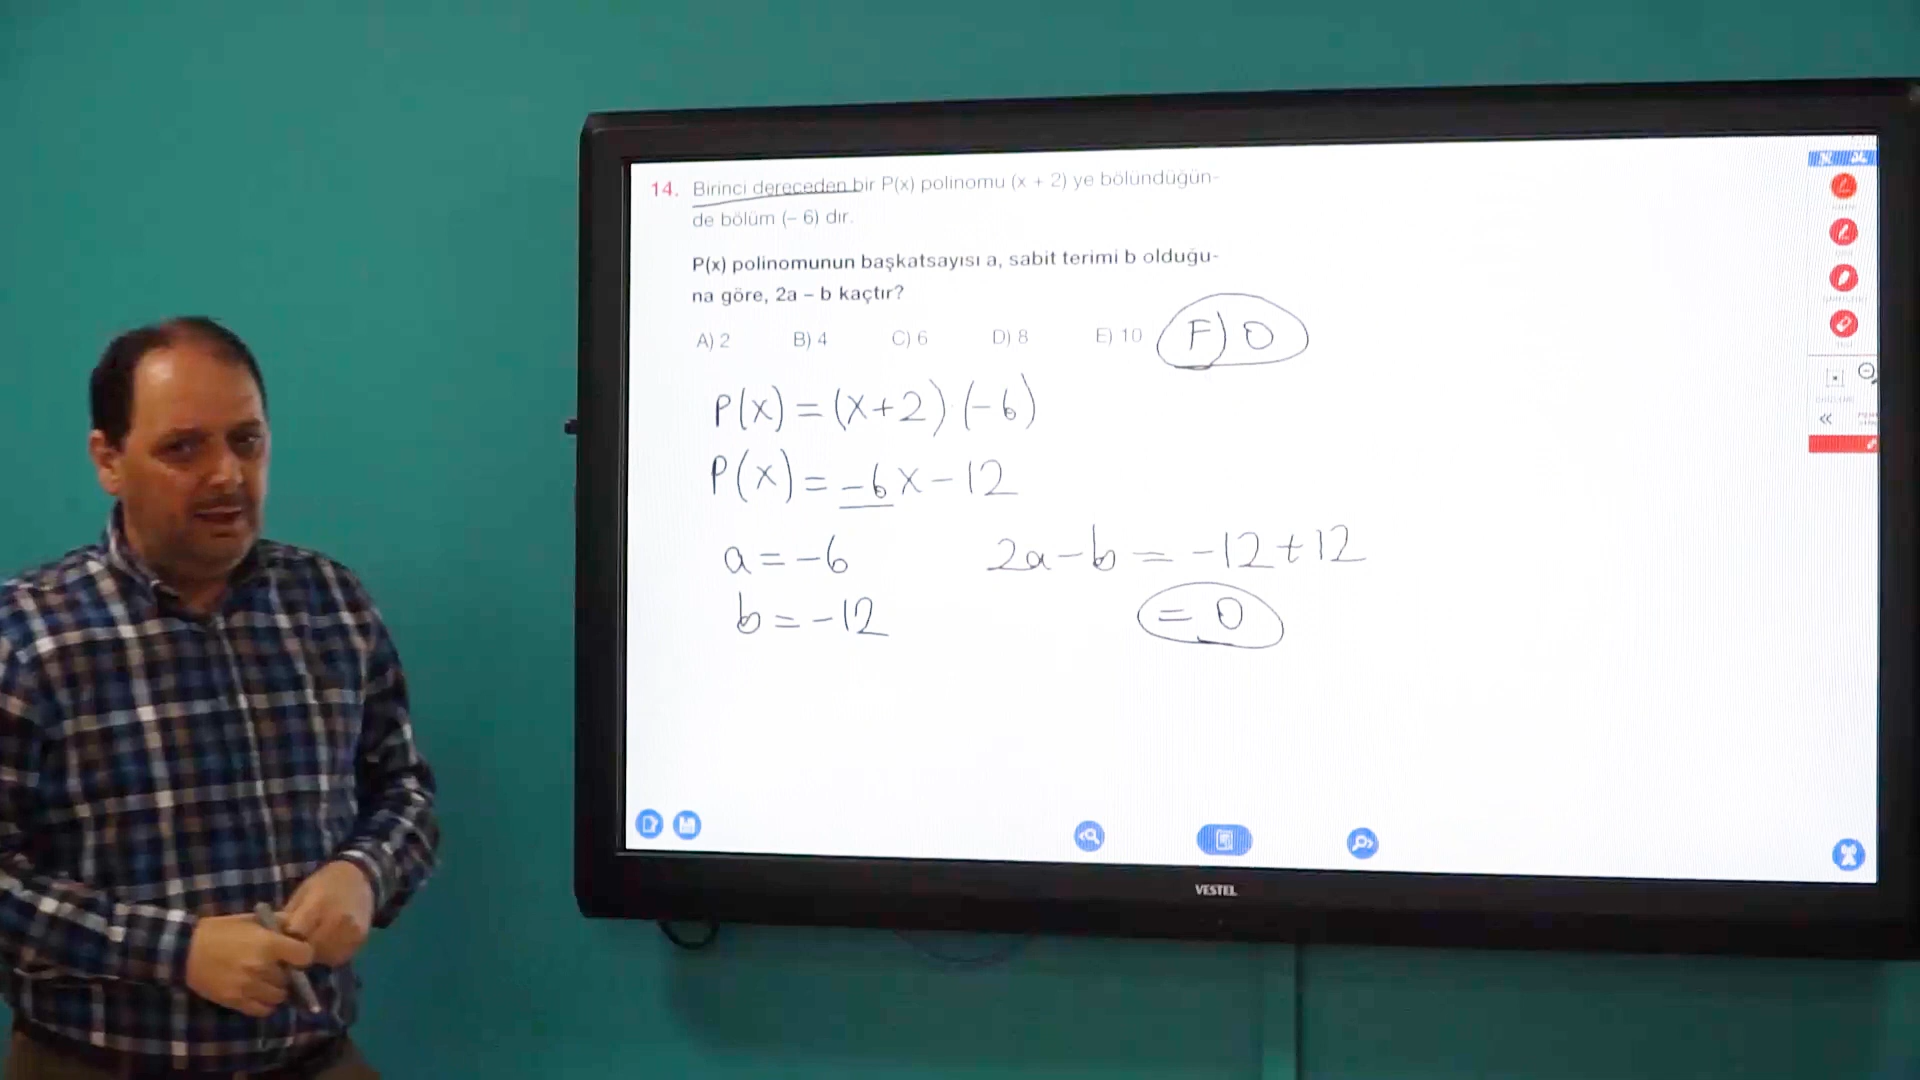 14. Birinci dereceden bir P(x) polinomu (x + 2) ye bölündüğün-
de bölüm (– 6) dır.
P(x) polinomunun başkatsayısı a, sabit terimi b olduğu-
na göre, 2a – b kaçtır?
A) 2 B) 4 C) 6 D) 8 E) 10 F) 0
P(x) = (x+2) (-6)
P(x) = -6x - 12
a = -6 2a - b = -12 + 12
b = -12 = 0
VESTEL